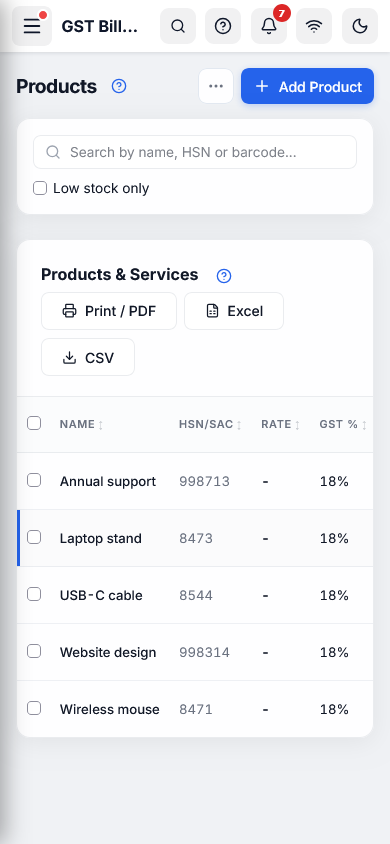 GST Bill...
7
Products
Add Product
Search by name, HSN or barcode...
Low stock only
Products & Services
Print / PDF
Excel
CSV
NAME HSN/SAC RATE GST %
Annual support 998713 - 18%
Laptop stand 8473 - 18%
USB-C cable 8544 - 18%
Website design 998314 - 18%
Wireless mouse 8471 - 18%